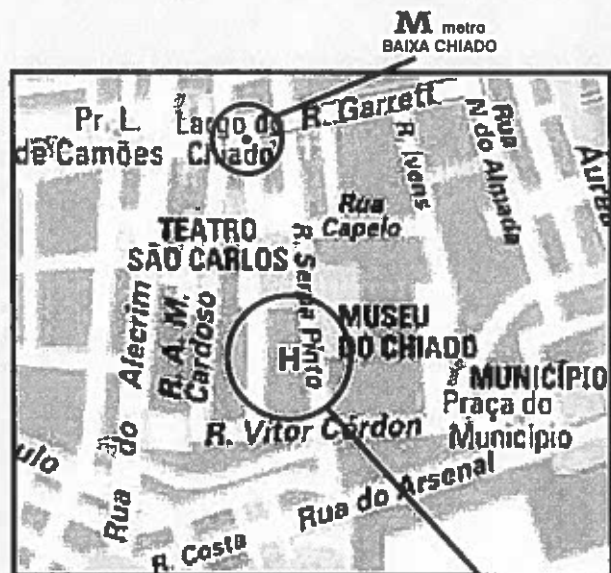 M metro
BAIXA CHIADO
Pr. L.
de Camões
Largo do
Chiado
R. Garrett
R. Ivens
Rua
N do Almada
Rua
Capelo
TEATRO
SÃO CARLOS
R. Serpa Pinto
Rua do Alecrim
R. A. M.
Cardoso
H
MUSEU
DO CHIADO
MUNICÍPIO
Praça do
Município
R. Vítor Córdon
Rua do Arsenal
R. Costa
ulo